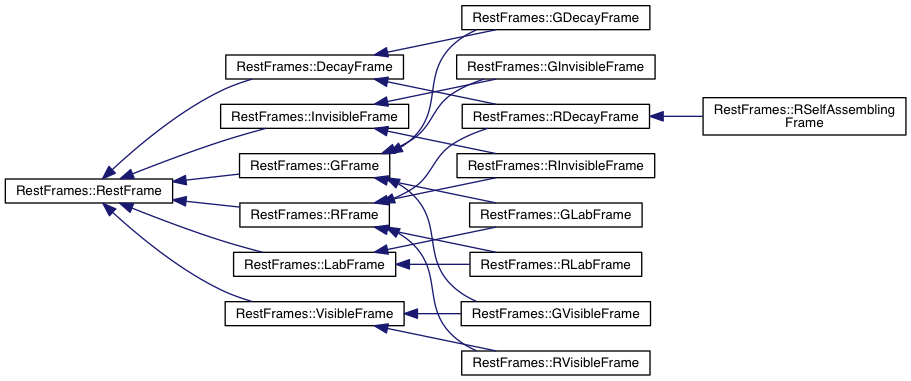 RestFrames::RestFrame
RestFrames::DecayFrame
RestFrames::InvisibleFrame
RestFrames::GFrame
RestFrames::RFrame
RestFrames::LabFrame
RestFrames::VisibleFrame
RestFrames::GDecayFrame
RestFrames::GInvisibleFrame
RestFrames::RDecayFrame
RestFrames::RInvisibleFrame
RestFrames::GLabFrame
RestFrames::RLabFrame
RestFrames::GVisibleFrame
RestFrames::RVisibleFrame
RestFrames::RSelfAssembling
Frame